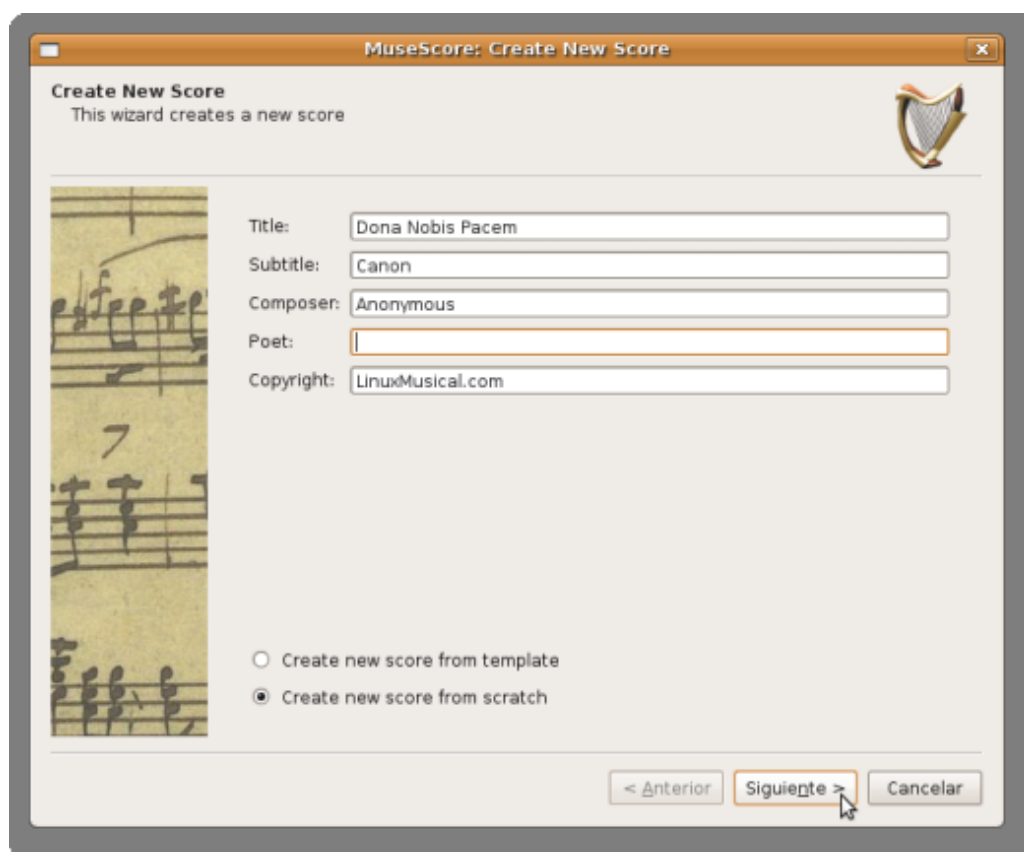 MuseScore: Create New Score
Create New Score
This wizard creates a new score
Title: Dona Nobis Pacem
Subtitle: Canon
Composer: Anonymous
Poet:
Copyright: LinuxMusical.com
7
Create new score from template
Create new score from scratch
< Anterior Siguiente > Cancelar